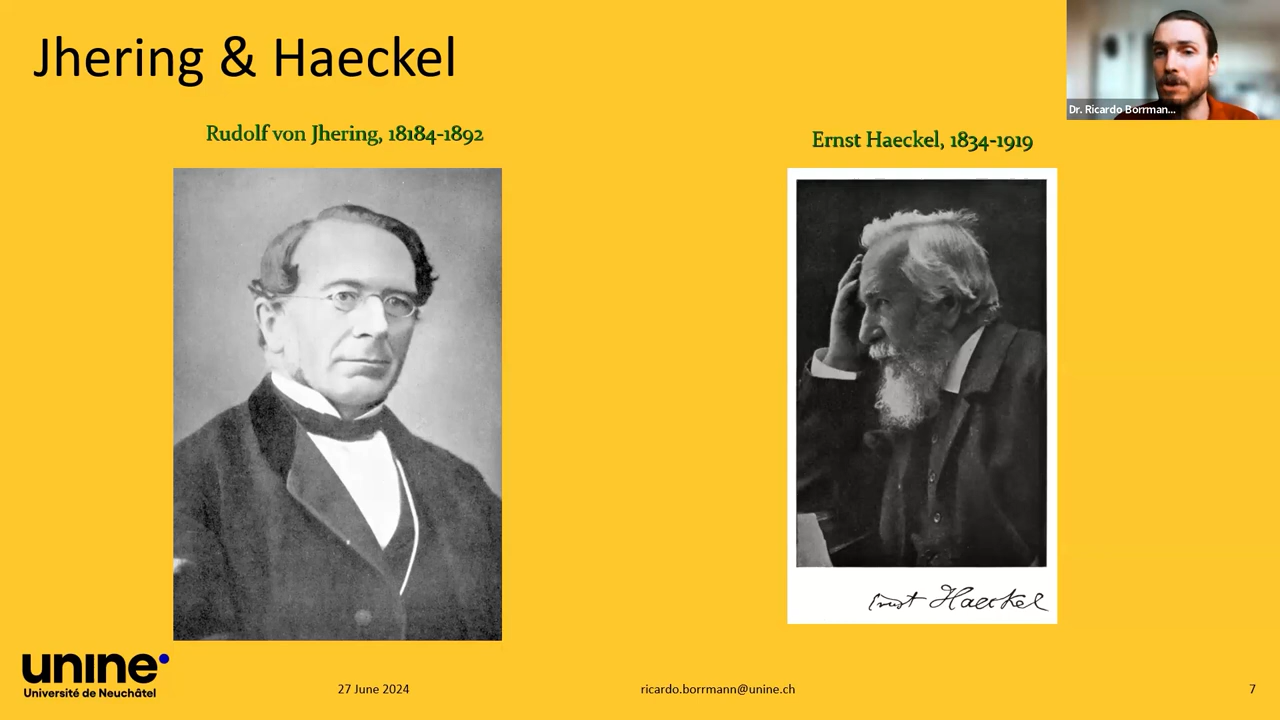 Jhering & Haeckel
Dr. Ricardo Borrman...
Rudolf von Jhering, 18184-1892
Ernst Haeckel, 1834-1919
Ernst Haeckel
unine
Université de Neuchâtel
27 June 2024
ricardo.borrmann@unine.ch
7